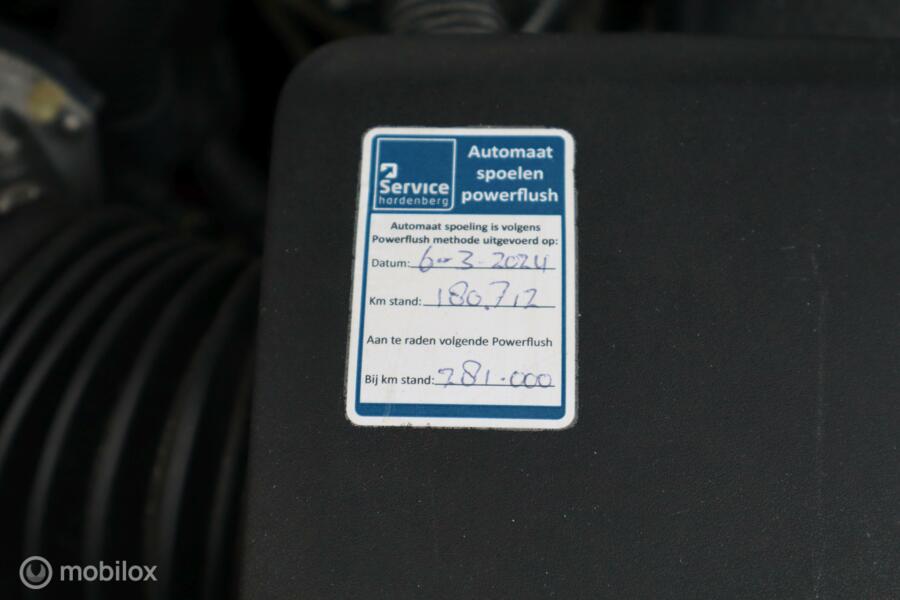 Service
hardenberg
Automaat
spoelen
powerflush
Automaat spoeling is volgens
Powerflush methode uitgevoerd op:
Datum: 6-3-2024
Km stand: 180.712
Aan te raden volgende Powerflush
Bij km stand: 281.000
mobilox